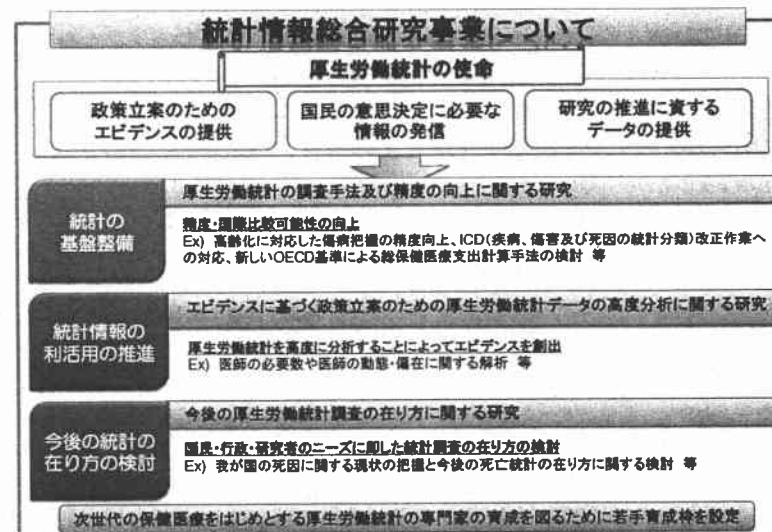 統計情報総合研究事業について
厚生労働統計の使命
政策立案のための
エビデンスの提供
国民の意思決定に必要な
情報の発信
研究の推進に資する
データの提供
統計の
基盤整備
厚生労働統計の調査手法及び精度の向上に関する研究
精度・国際比較可能性の向上
Ex) 高齢化に対応した傷病把握の精度向上、ICD(疾病、傷害及び死因の統計分類)改正作業へ
の対応、新しいOECD基準による総保健医療支出計算手法の検討 等
統計情報の
利活用の推進
エビデンスに基づく政策立案のための厚生労働統計データの高度分析に関する研究
厚生労働統計を高度に分析することによってエビデンスを創出
Ex) 医師の必要数や医師の動態・偏在に関する解析 等
今後の統計の
在り方の検討
今後の厚生労働統計調査の在り方に関する研究
国民・行政・研究者のニーズに即した統計調査の在り方の検討
Ex) 我が国の死因に関する現状の把握と今後の死亡統計の在り方に関する検討 等
次世代の保健医療をはじめとする厚生労働統計の専門家の育成を図るために若手育成枠を設定